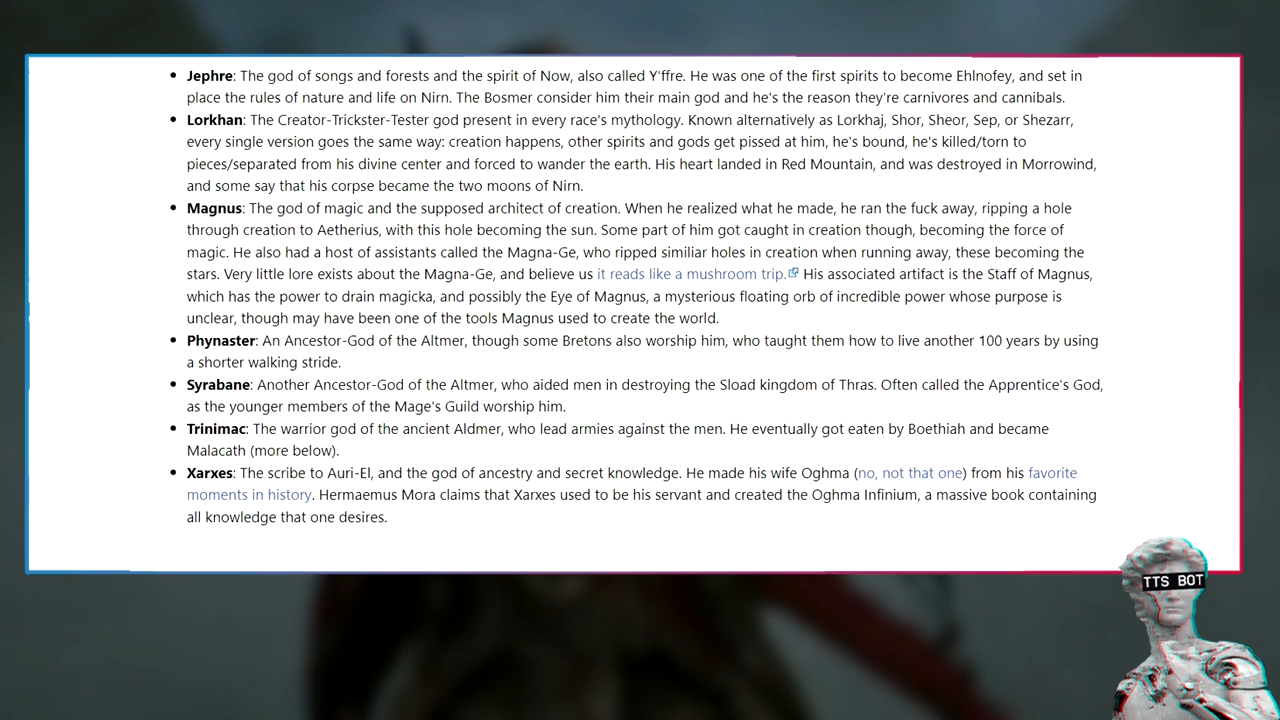 • Jephre: The god of songs and forests and the spirit of Now, also called Y'ffre. He was one of the first spirits to become Ehlnofey, and set in
place the rules of nature and life on Nirn. The Bosmer consider him their main god and he's the reason they're carnivores and cannibals.
• Lorkhan: The Creator-Trickster-Tester god present in every race's mythology. Known alternatively as Lorkhaj, Shor, Sheor, Sep, or Shezarr,
every single version goes the same way: creation happens, other spirits and gods get pissed at him, he's bound, he's killed/torn to
pieces/separated from his divine center and forced to wander the earth. His heart landed in Red Mountain, and was destroyed in Morrowind,
and some say that his corpse became the two moons of Nirn.
• Magnus: The god of magic and the supposed architect of creation. When he realized what he made, he ran the fuck away, ripping a hole
through creation to Aetherius, with this hole becoming the sun. Some part of him got caught in creation though, becoming the force of
magic. He also had a host of assistants called the Magna-Ge, who ripped similiar holes in creation when running away, these becoming the
stars. Very little lore exists about the Magna-Ge, and believe us it reads like a mushroom trip. His associated artifact is the Staff of Magnus,
which has the power to drain magicka, and possibly the Eye of Magnus, a mysterious floating orb of incredible power whose purpose is
unclear, though may have been one of the tools Magnus used to create the world.
• Phynaster: An Ancestor-God of the Altmer, though some Bretons also worship him, who taught them how to live another 100 years by using
a shorter walking stride.
• Syrabane: Another Ancestor-God of the Altmer, who aided men in destroying the Sload kingdom of Thras. Often called the Apprentice's God,
as the younger members of the Mage's Guild worship him.
• Trinimac: The warrior god of the ancient Aldmer, who lead armies against the men. He eventually got eaten by Boethiah and became
Malacath (more below).
• Xarxes: The scribe to Auri-El, and the god of ancestry and secret knowledge. He made his wife Oghma (no, not that one) from his favorite
moments in history. Hermaeus Mora claims that Xarxes used to be his servant and created the Oghma Infinium, a massive book containing
all knowledge that one desires.
TTS BOT